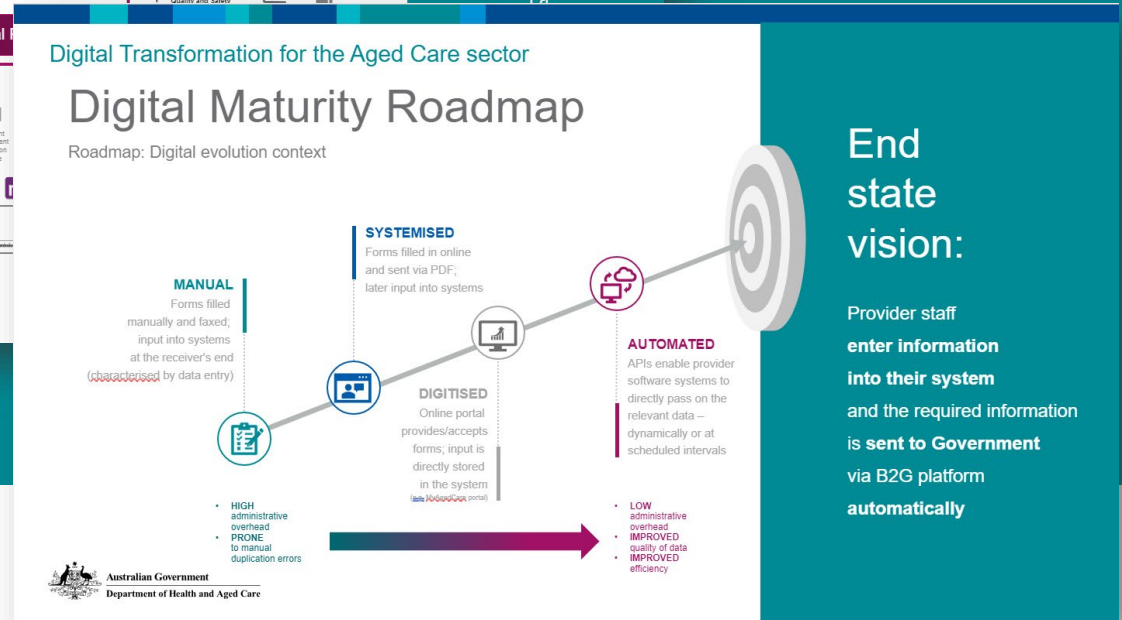 Quality and Safety
Digital Transformation for the Aged Care sector
Digital Maturity Roadmap
Roadmap: Digital evolution context
MANUAL
Forms filled
manually and faxed;
input into systems
at the receiver's end
(characterised by data entry)
SYSTEMISED
Forms filled in online
and sent via PDF;
later input into systems
DIGITISED
Online portal
provides/accepts
forms; input is
directly stored
in the system
(e.g. MyAgedCare portal)
AUTOMATED
APIs enable provider
software systems to
directly pass on the
relevant data –
dynamically or at
scheduled intervals
• HIGH
administrative
overhead
• PRONE
to manual
duplication errors
• LOW
administrative
overhead
• IMPROVED
quality of data
• IMPROVED
efficiency
Australian Government
Department of Health and Aged Care
End
state
vision:
Provider staff
enter information
into their system
and the required information
is sent to Government
via B2G platform
automatically